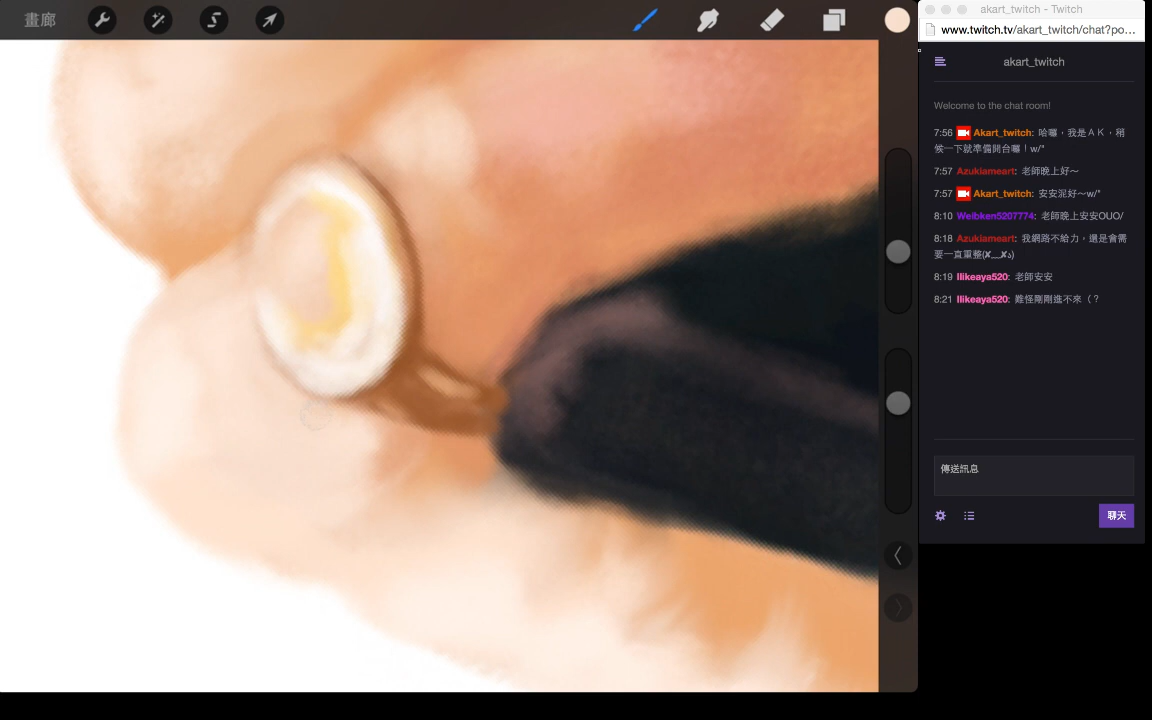 畫廊
akart_twitch - Twitch
www.twitch.tv/akart_twitch/chat?po…
akart_twitch
Welcome to the chat room!
7:56 Akart_twitch: 哈囉，我是ＡＫ，稍
候一下就準備開台囉！w/"
7:57 Azukiameart: 老師晚上好～
7:57 Akart_twitch: 安安泥好～w/"
8:10 Weibken5207774: 老師晚上安安OUO/
8:18 Azukiameart: 我網路不給力，還是會需
要一直重整(x﹏xა)
8:19 Ilikeaya520: 老師安安
8:21 Ilikeaya520: 難怪剛剛進不來（？
傳送訊息
聊天